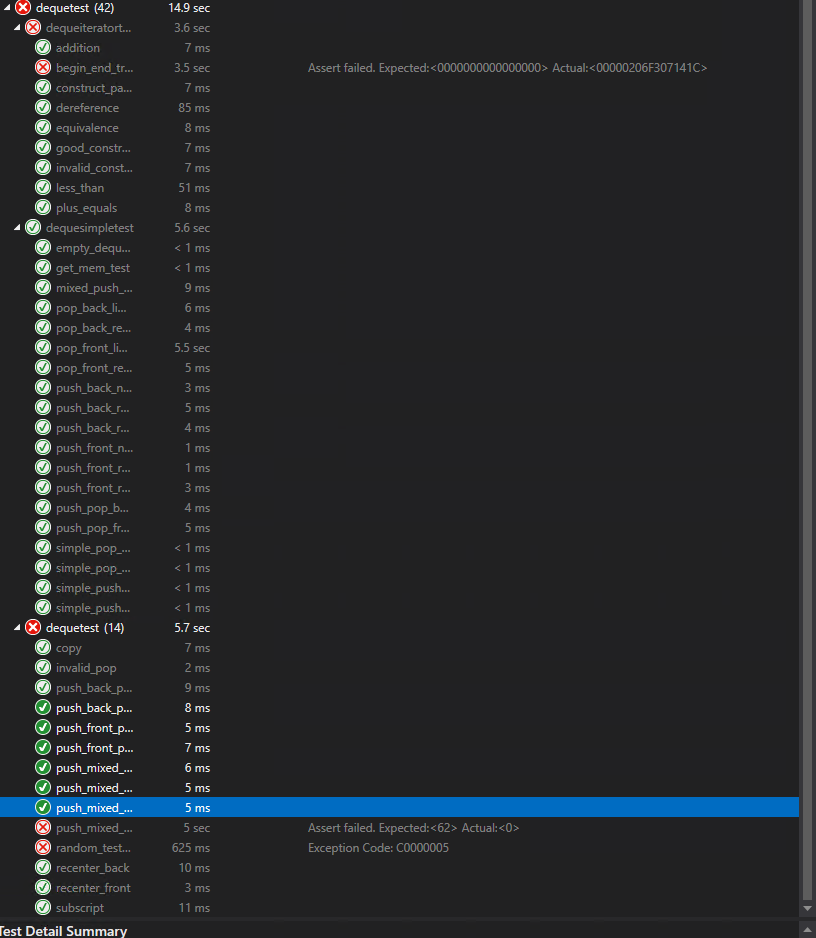 dequetest (42) 14.9 sec
dequeiteratort... 3.6 sec
addition 7 ms
begin_end_tr... 3.5 sec Assert failed. Expected:<0000000000000000> Actual:<00000206F307141C>
construct_pa... 7 ms
dereference 85 ms
equivalence 8 ms
good_constr... 7 ms
invalid_const... 7 ms
less_than 51 ms
plus_equals 8 ms
dequesimpletest 5.6 sec
empty_dequ... < 1 ms
get_mem_test < 1 ms
mixed_push_... 9 ms
pop_back_li... 6 ms
pop_back_re... 4 ms
pop_front_li... 5.5 sec
pop_front_re... 5 ms
push_back_n... 3 ms
push_back_r... 5 ms
push_back_r... 4 ms
push_front_n... 1 ms
push_front_r... 1 ms
push_front_r... 3 ms
push_pop_b... 4 ms
push_pop_fr... 5 ms
simple_pop_... < 1 ms
simple_pop_... < 1 ms
simple_push... < 1 ms
simple_push... < 1 ms
dequetest (14) 5.7 sec
copy 7 ms
invalid_pop 2 ms
push_back_p... 9 ms
push_back_p... 8 ms
push_front_p... 5 ms
push_front_p... 7 ms
push_mixed_... 6 ms
push_mixed_... 5 ms
push_mixed_... 5 ms
push_mixed_... 5 sec Assert failed. Expected:<62> Actual:<0>
random_test... 625 ms Exception Code: C0000005
recenter_back 10 ms
recenter_front 3 ms
subscript 11 ms
Test Detail Summary